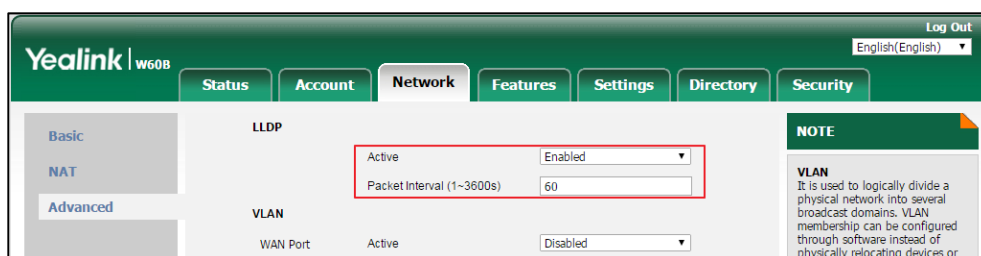 Log Out
English(English)
Yealink | W60B
Status Account Network Features Settings Directory Security
Basic
NAT
Advanced
LLDP
Active Enabled
Packet Interval (1~3600s) 60
VLAN
WAN Port Active Disabled
NOTE
VLAN
It is used to logically divide a
physical network into several
broadcast domains. VLAN
membership can be configured
through software instead of
physically relocating devices or